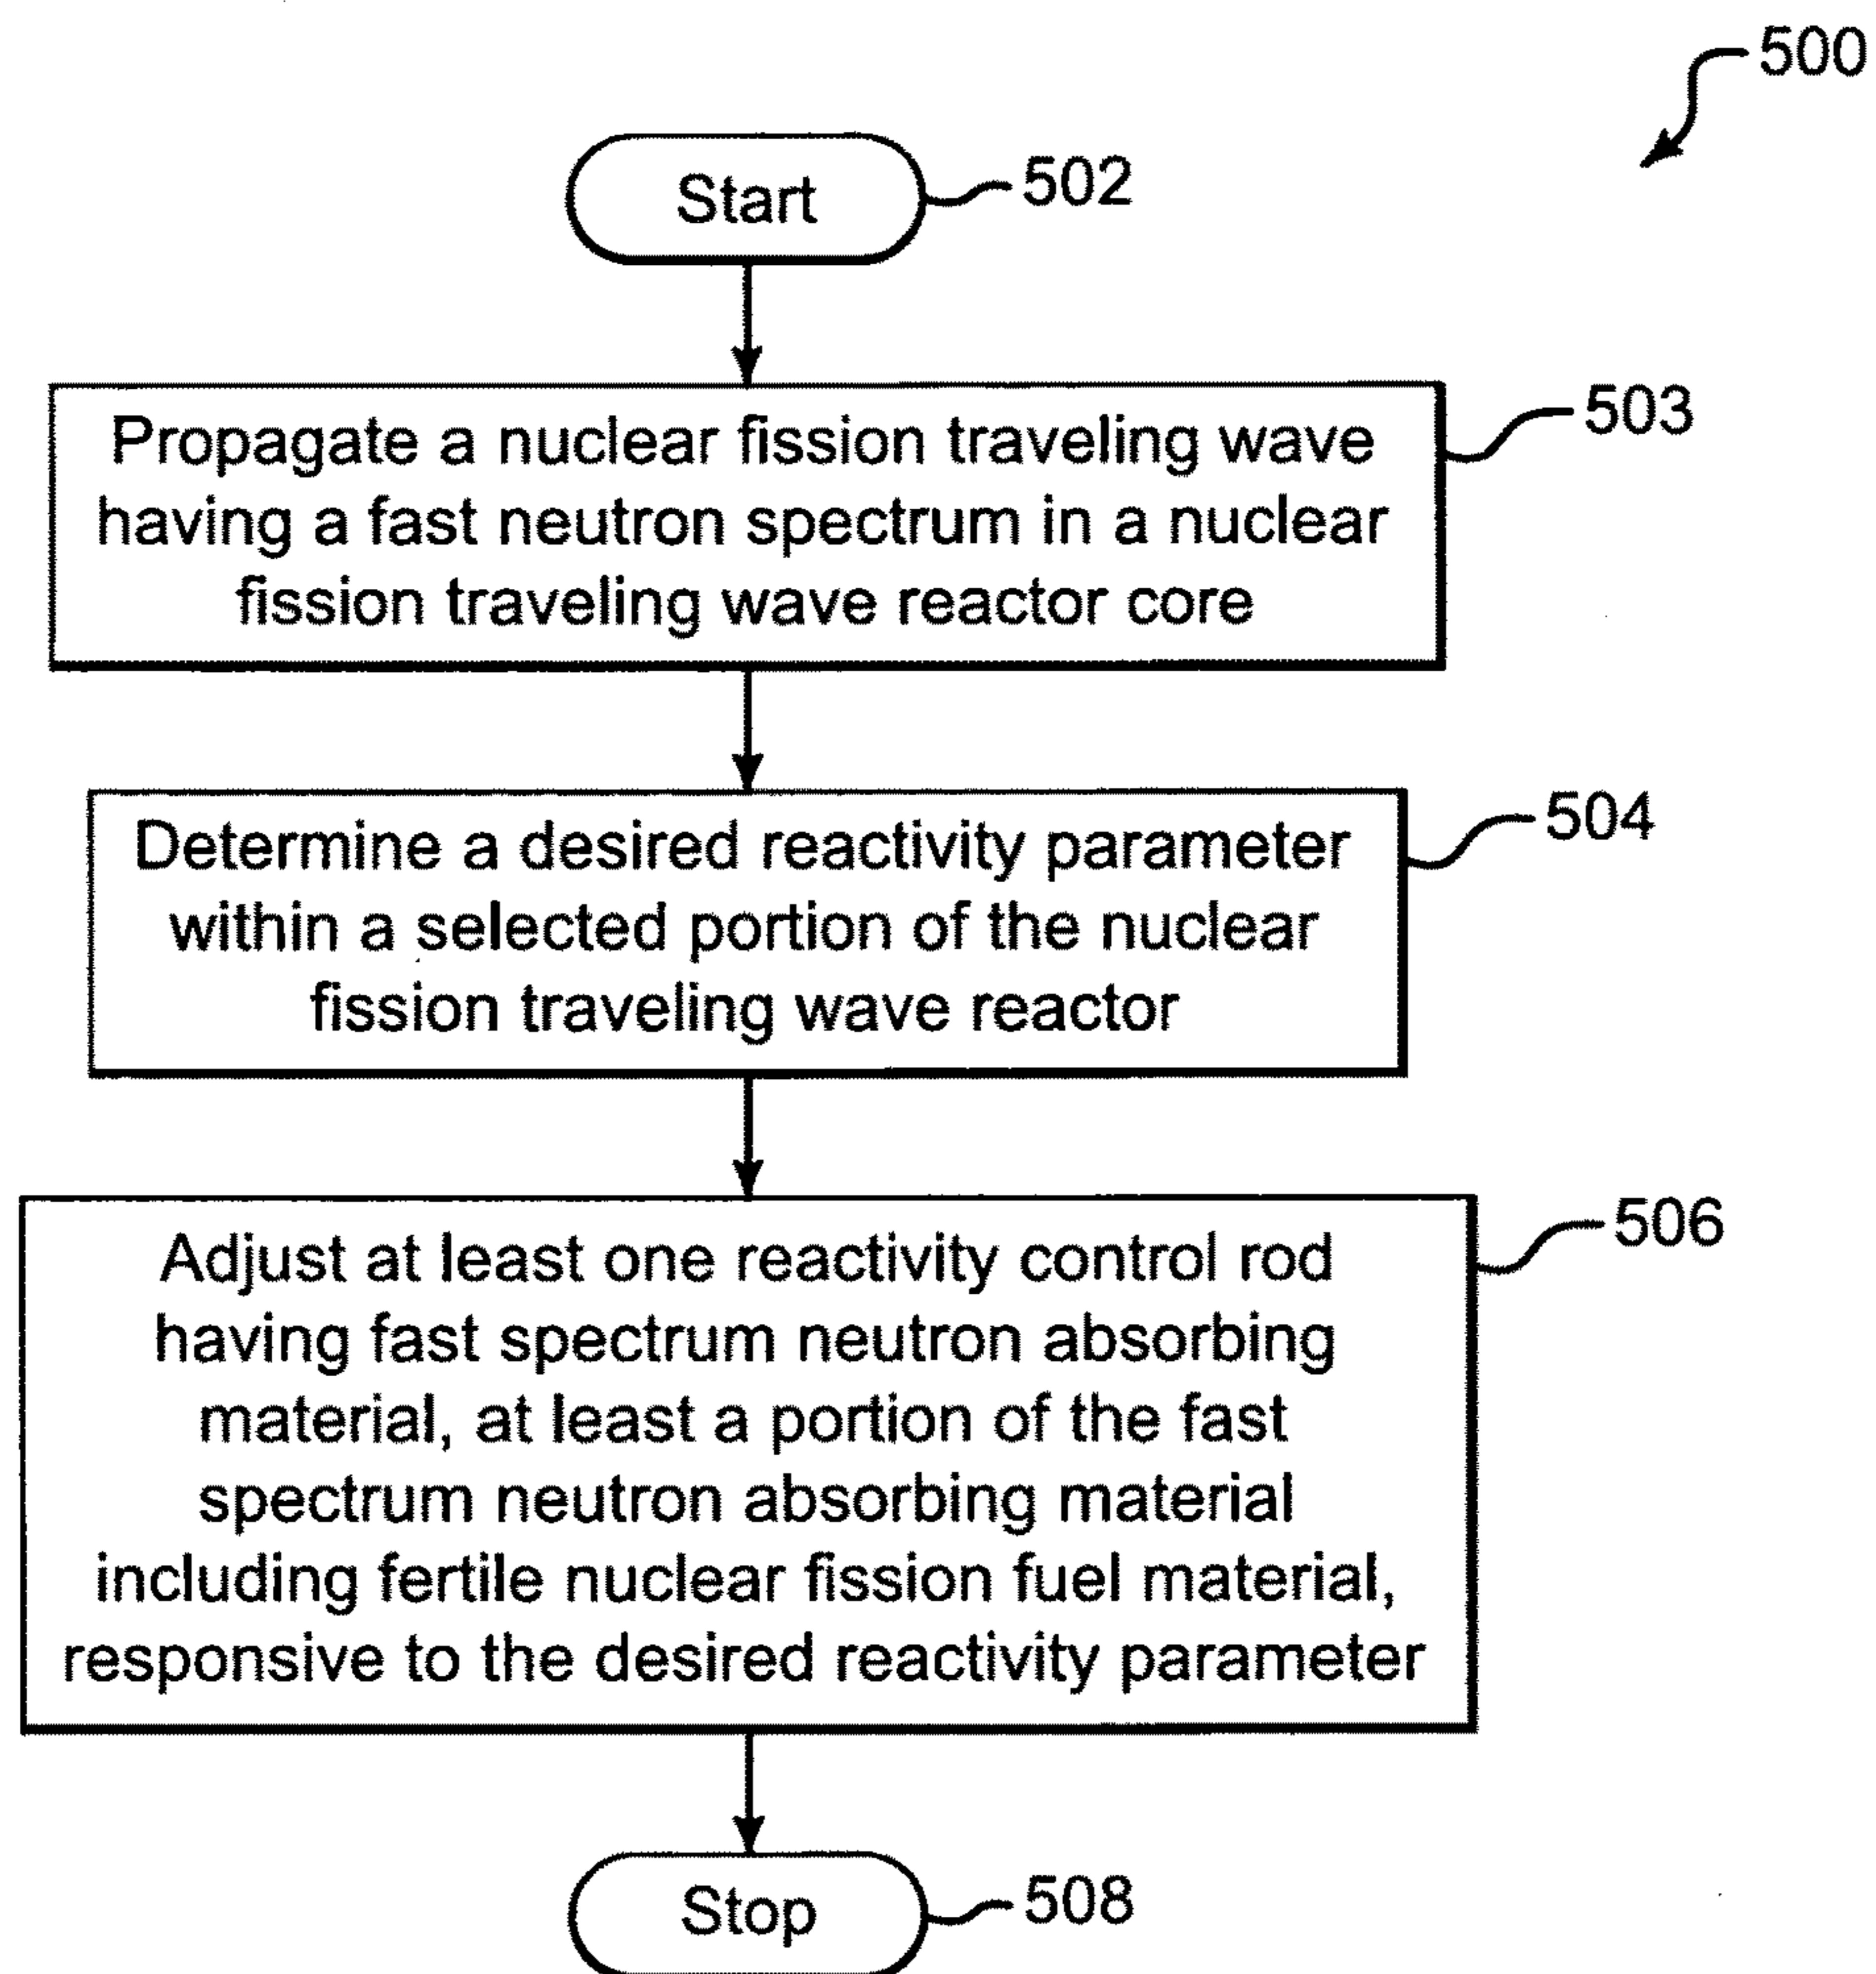 500
Start
502
Propagate a nuclear fission traveling wave
having a fast neutron spectrum in a nuclear
fission traveling wave reactor core
503
Determine a desired reactivity parameter
within a selected portion of the nuclear
fission traveling wave reactor
504
Adjust at least one reactivity control rod
having fast spectrum neutron absorbing
material, at least a portion of the fast
spectrum neutron absorbing material
including fertile nuclear fission fuel material,
responsive to the desired reactivity parameter
506
Stop
508